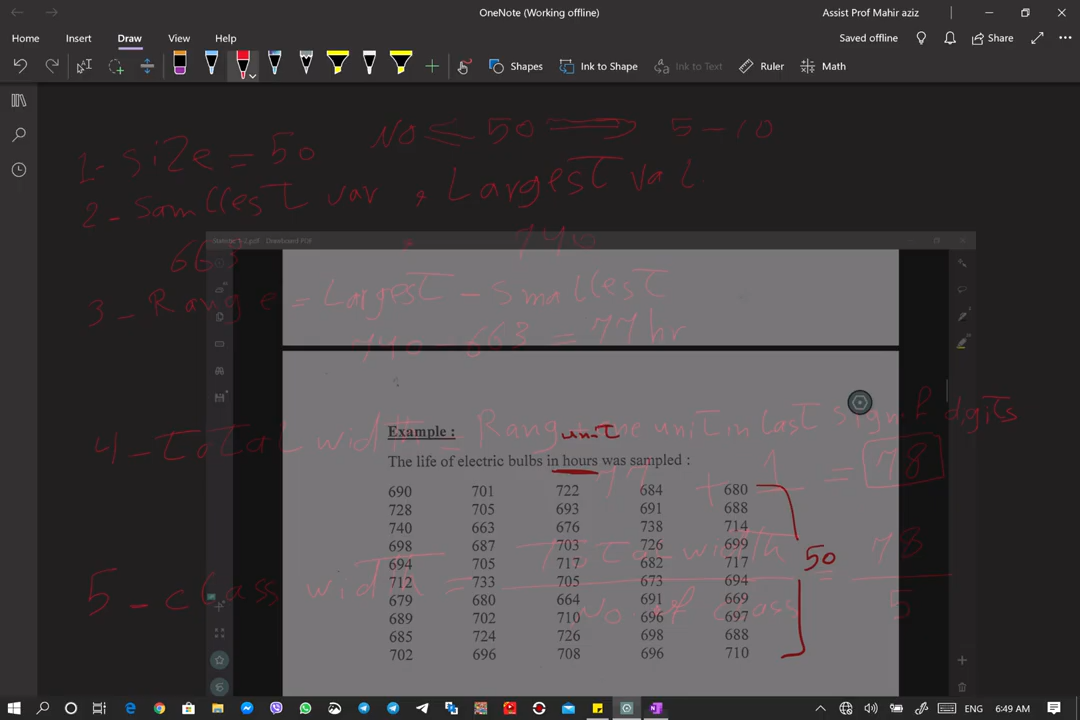 OneNote (Working offline)
Assist Prof Mahir aziz
Home Insert Draw View Help
Saved offline
Share
Shapes Ink to Shape Ink to Text Ruler Math
NO ≤ 50 ⟹ 5 - 10
1- Size = 50
2 - Samllest var , Largest val
663 740
3 - Range = Largest - Smallest
740 - 663 = 77 hr
4 - total width = Rang + one unit in last signf digits
77 + 1 = 78
5 - class width = Total width / No of class = 78 / 5
Example :
unit
The life of electric bulbs in hours was sampled :
690 701 722 684 680
728 705 693 691 688
740 663 676 738 714
698 687 703 726 699
694 705 717 682 717
712 733 705 673 694
679 680 664 691 669
689 702 710 696 697
685 724 726 698 688
702 696 708 696 710
50
ENG 6:49 AM